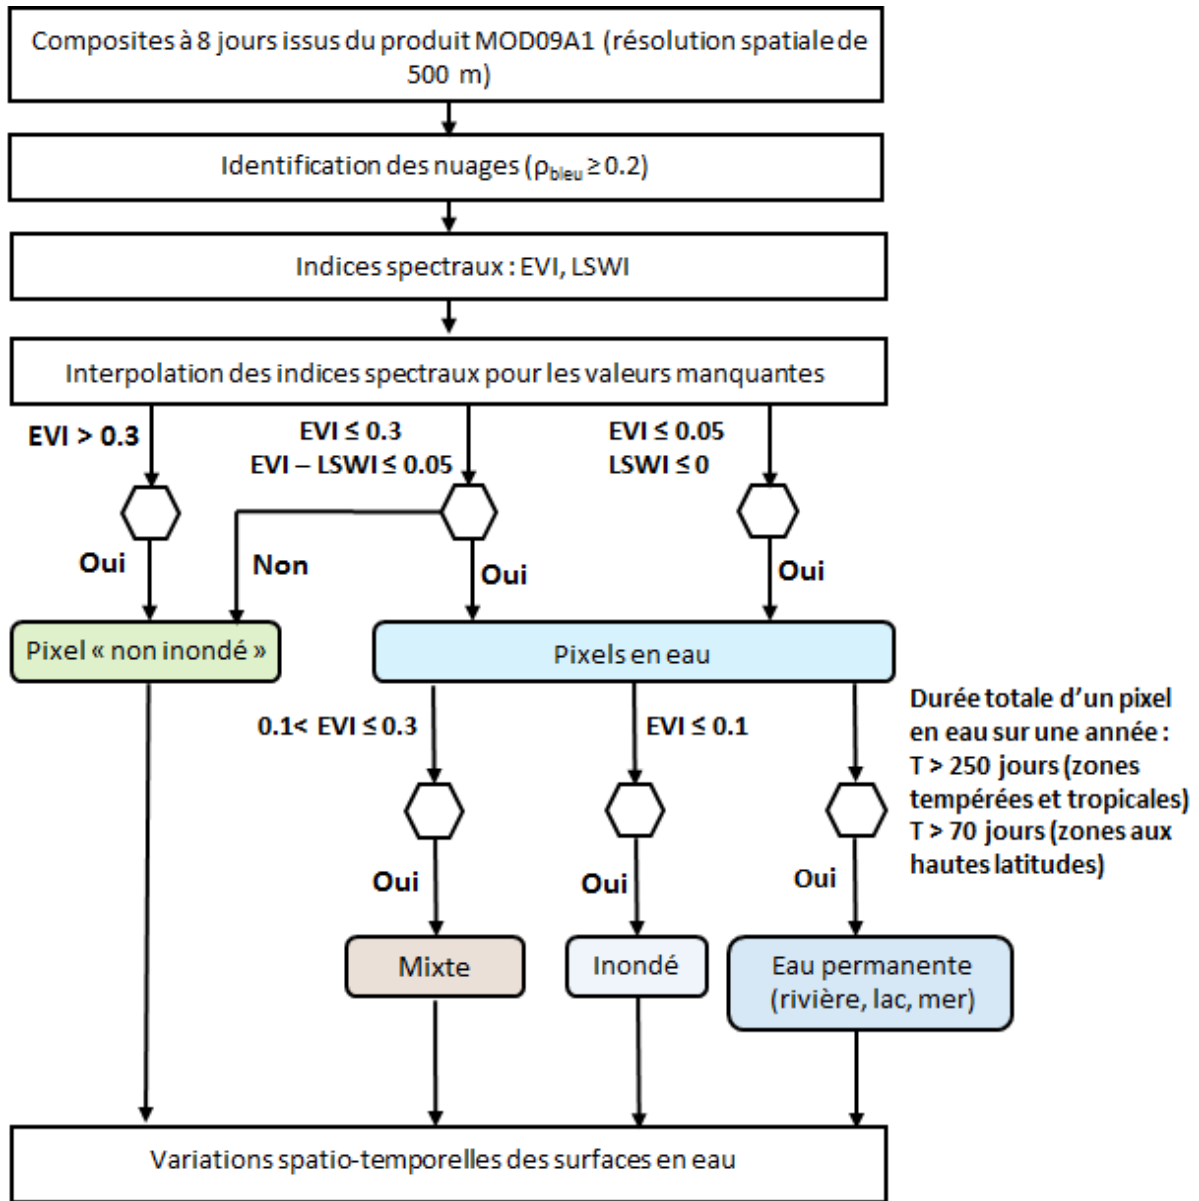 Composites à 8 jours issus du produit MOD09A1 (résolution spatiale de
500 m)
Identification des nuages (ρbleu ≥ 0.2)
Indices spectraux : EVI, LSWI
Interpolation des indices spectraux pour les valeurs manquantes
EVI > 0.3
EVI ≤ 0.3
EVI – LSWI ≤ 0.05
EVI ≤ 0.05
LSWI ≤ 0
Oui
Non
Oui
Oui
Pixel « non inondé »
Pixels en eau
0.1< EVI ≤ 0.3
EVI ≤ 0.1
Durée totale d’un pixel
en eau sur une année :
T > 250 jours (zones
tempérées et tropicales)
T > 70 jours (zones aux
hautes latitudes)
Oui
Oui
Oui
Mixte
Inondé
Eau permanente
(rivière, lac, mer)
Variations spatio-temporelles des surfaces en eau